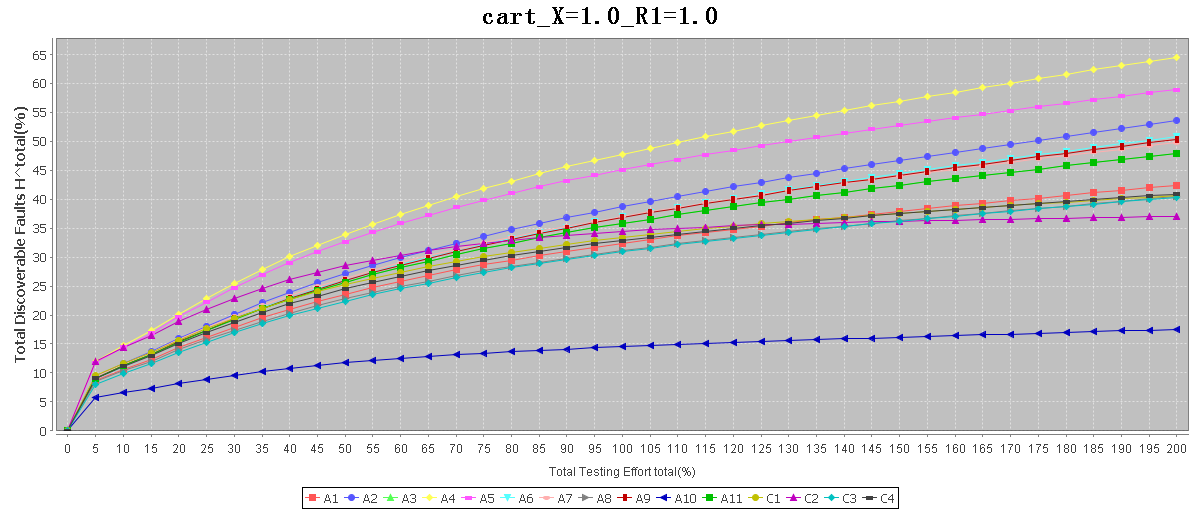 cart_X=1.0_R1=1.0
Total Discoverable Faults H^total(%)
65
60
55
50
45
40
35
30
25
20
15
10
5
0
0 5 10 15 20 25 30 35 40 45 50 55 60 65 70 75 80 85 90 95 100 105 110 115 120 125 130 135 140 145 150 155 160 165 170 175 180 185 190 195 200
Total Testing Effort total(%)
A1 A2 A3 A4 A5 A6 A7 A8 A9 A10 A11 C1 C2 C3 C4